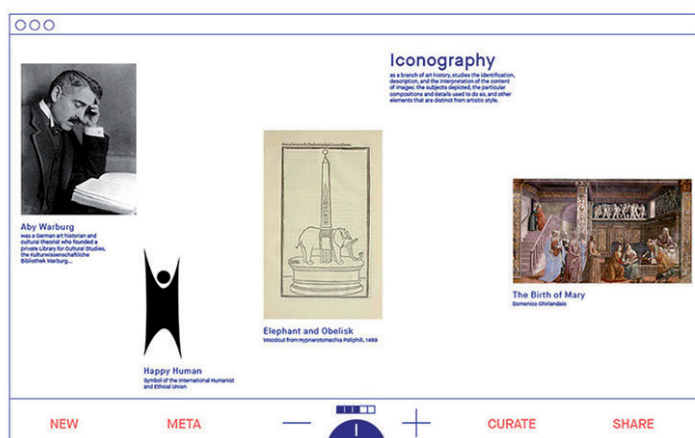 Iconography
as a branch of art history, studies the identification,
description, and the interpretation of the content
of images: the subjects depicted, the particular
compositions and details used to do so, and other
elements that are distinct from artistic style.
Aby Warburg
was a German art historian and
cultural theorist who founded a
private Library for Cultural Studies,
the Kulturwissenschaftliche
Bibliothek Warburg...
Elephant and Obelisk
Woodcut from Hypnerotomachia Poliphili, 1499
The Birth of Mary
Domenico Ghirlandaio
Happy Human
Symbol of the International Humanist
and Ethical Union
NEW META CURATE SHARE